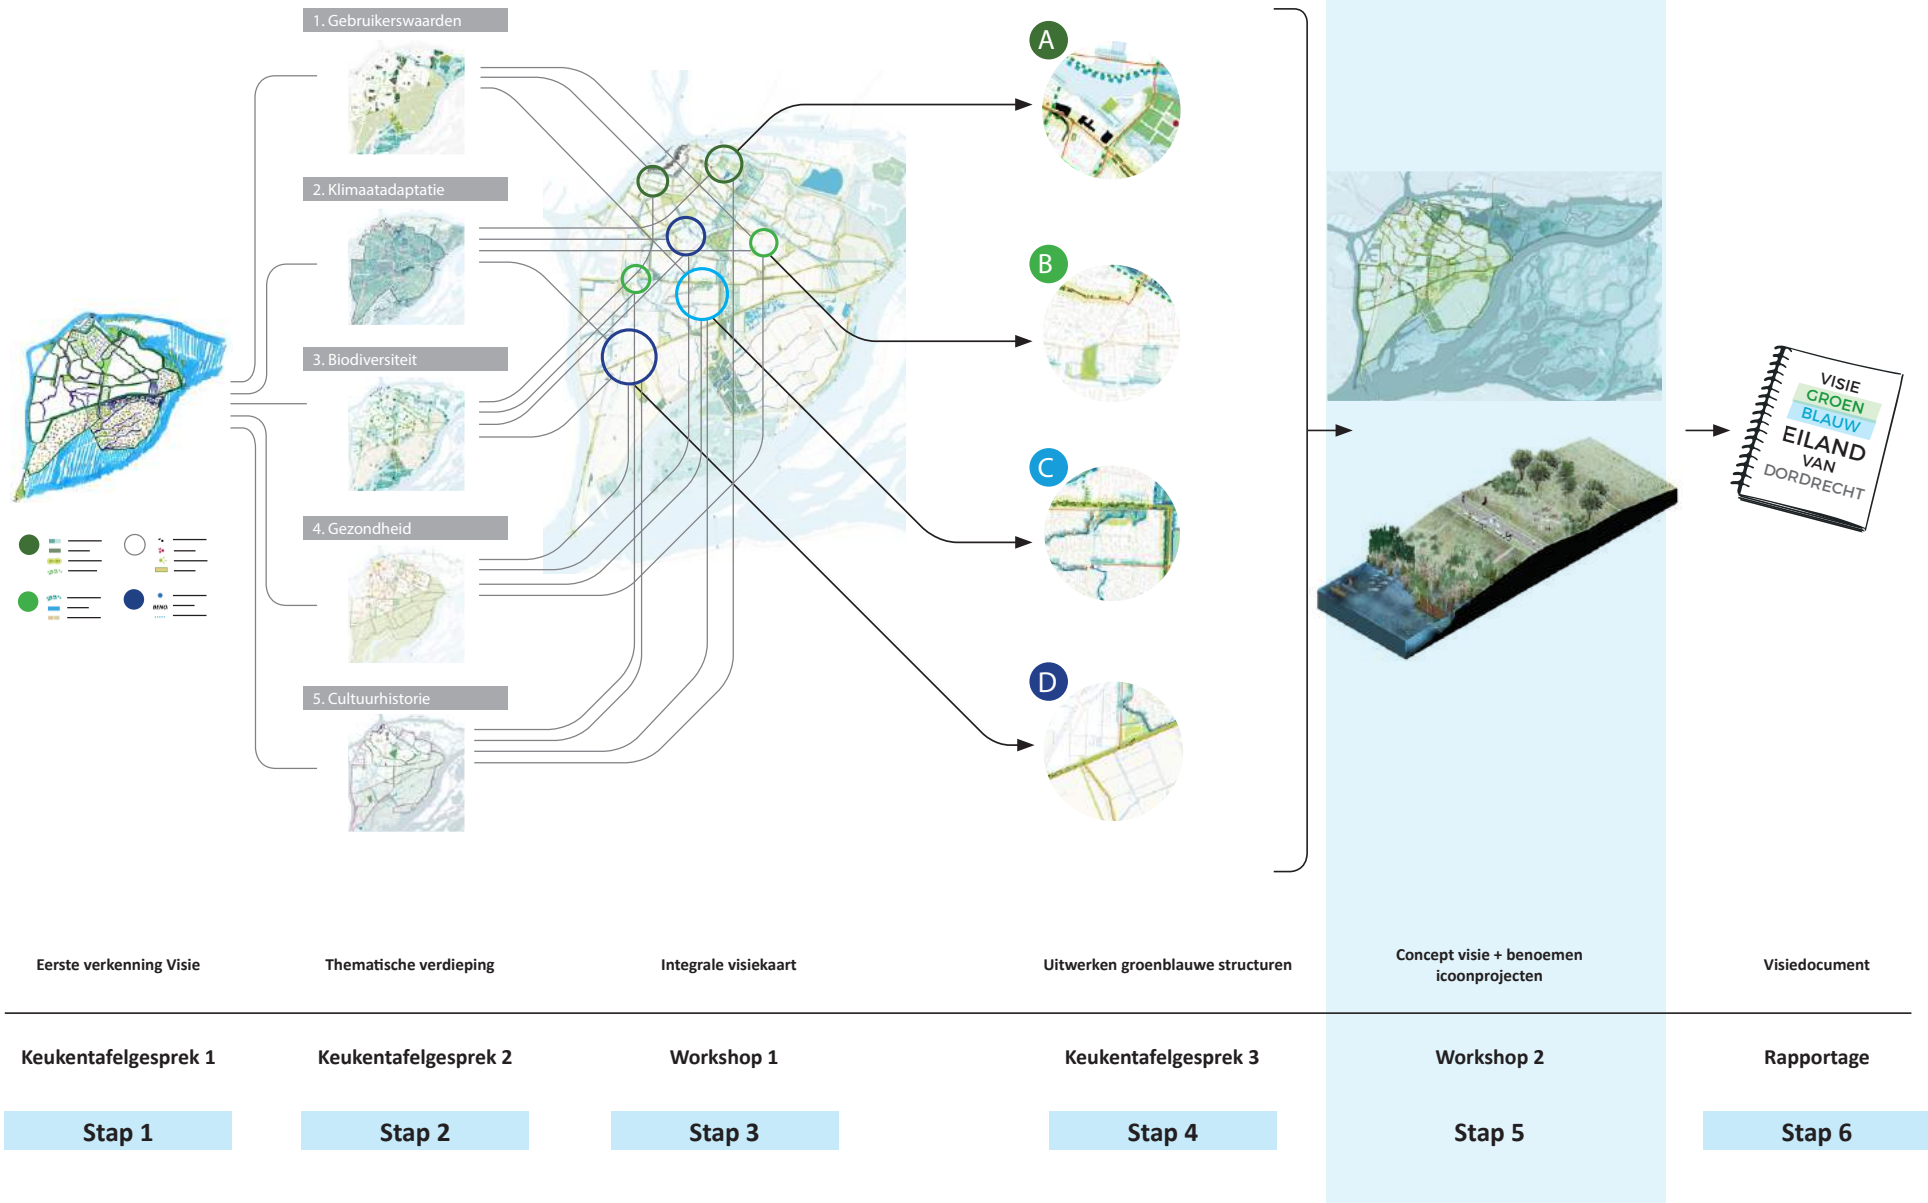 1. Gebruikerswaarden
2. Klimaatadaptatie
3. Biodiversiteit
4. Gezondheid
5. Cultuurhistorie
A
B
C
D
VISIE
GROEN
BLAUW
EILAND
VAN
DORDRECHT
Eerste verkenning Visie
Thematische verdieping
Integrale visiekaart
Uitwerken groenblauwe structuren
Concept visie + benoemen
icoonprojecten
Visiedocument
Keukentafelgesprek 1
Keukentafelgesprek 2
Workshop 1
Keukentafelgesprek 3
Workshop 2
Rapportage
Stap 1
Stap 2
Stap 3
Stap 4
Stap 5
Stap 6